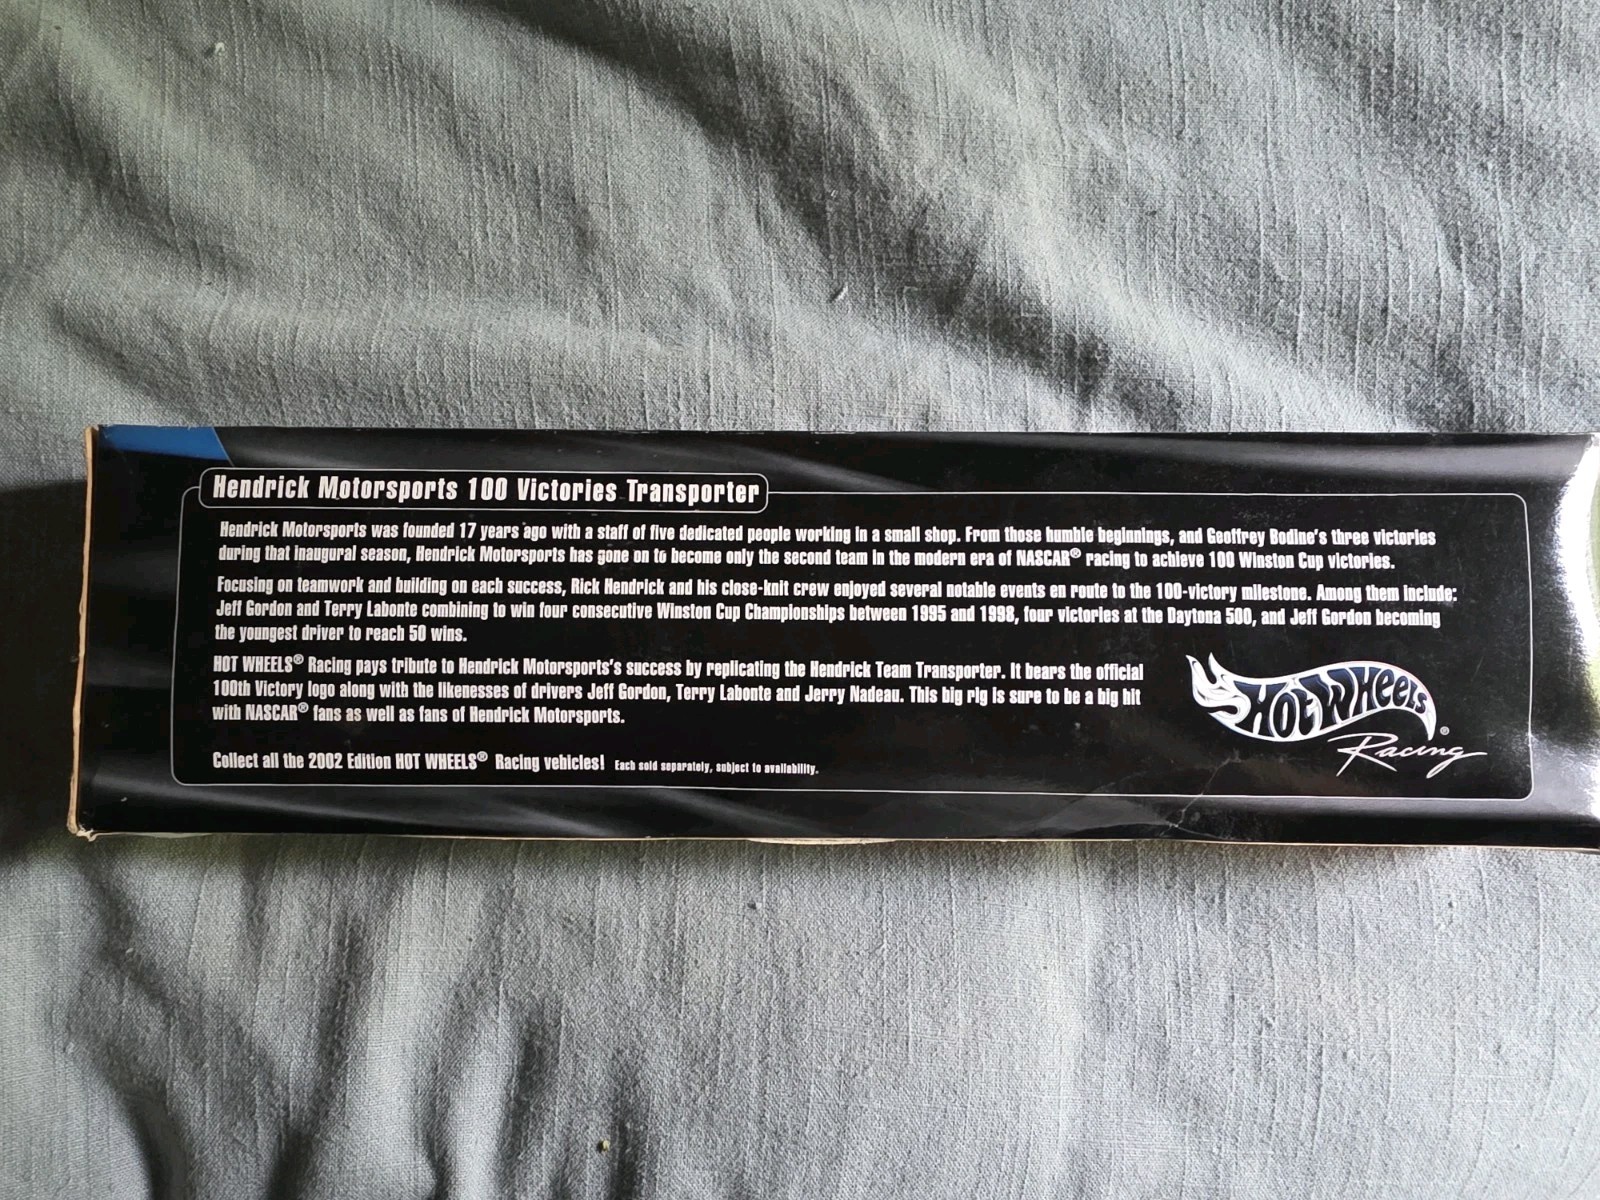 Hendrick Motorsports 100 Victories Transporter
Hendrick Motorsports was founded 17 years ago with a staff of five dedicated people working in a small shop. From those humble beginnings, and Geoffrey Bodine's three victories
during that inaugural season, Hendrick Motorsports has gone on to become only the second team in the modern era of NASCAR® racing to achieve 100 Winston Cup victories.
Focusing on teamwork and building on each success, Rick Hendrick and his close-knit crew enjoyed several notable events en route to the 100-victory milestone. Among them include:
Jeff Gordon and Terry Labonte combining to win four consecutive Winston Cup Championships between 1995 and 1998, four victories at the Daytona 500, and Jeff Gordon becoming
the youngest driver to reach 50 wins.
HOT WHEELS® Racing pays tribute to Hendrick Motorsports's success by replicating the Hendrick Team Transporter. It bears the official
100th Victory logo along with the likenesses of drivers Jeff Gordon, Terry Labonte and Jerry Nadeau. This big rig is sure to be a big hit
with NASCAR® fans as well as fans of Hendrick Motorsports.
Collect all the 2002 Edition HOT WHEELS® Racing vehicles! Each sold separately, subject to availability.
HOT WHEELS®
Racing